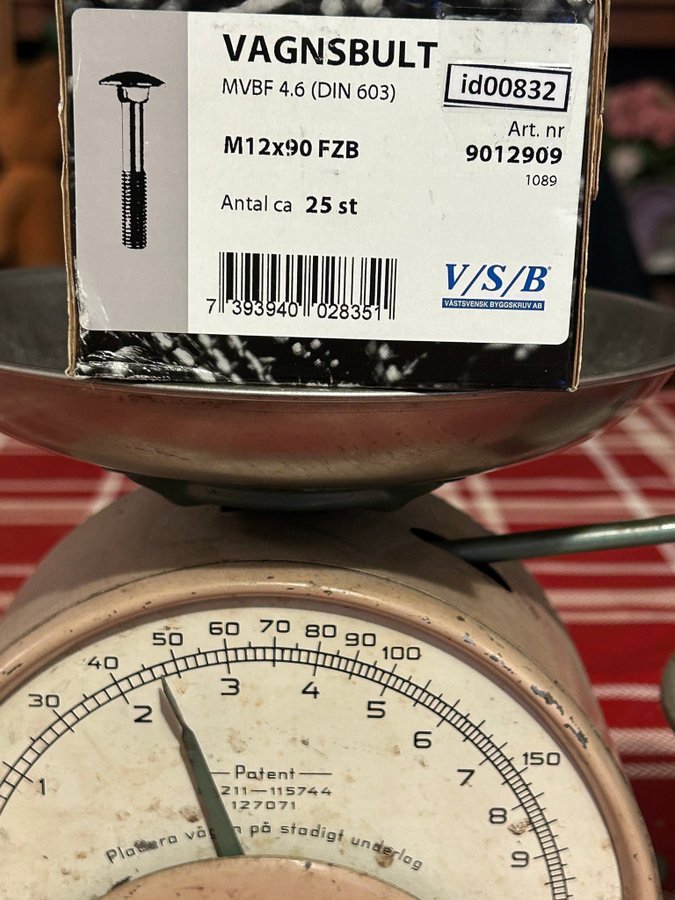 VAGNSBULT
MVBF 4.6 (DIN 603)
id00832
M12x90 FZB
Art. nr
9012909
1089
Antal ca 25 st
7 393940 028351
V/S/B®
VÄSTSVENSK BYGGSKRUV AB
30 40 50 60 70 80 90 100 150
1 2 3 4 5 6 7 8 9
Patent
211—115744
127071
Placera vågen på stadigt underlag